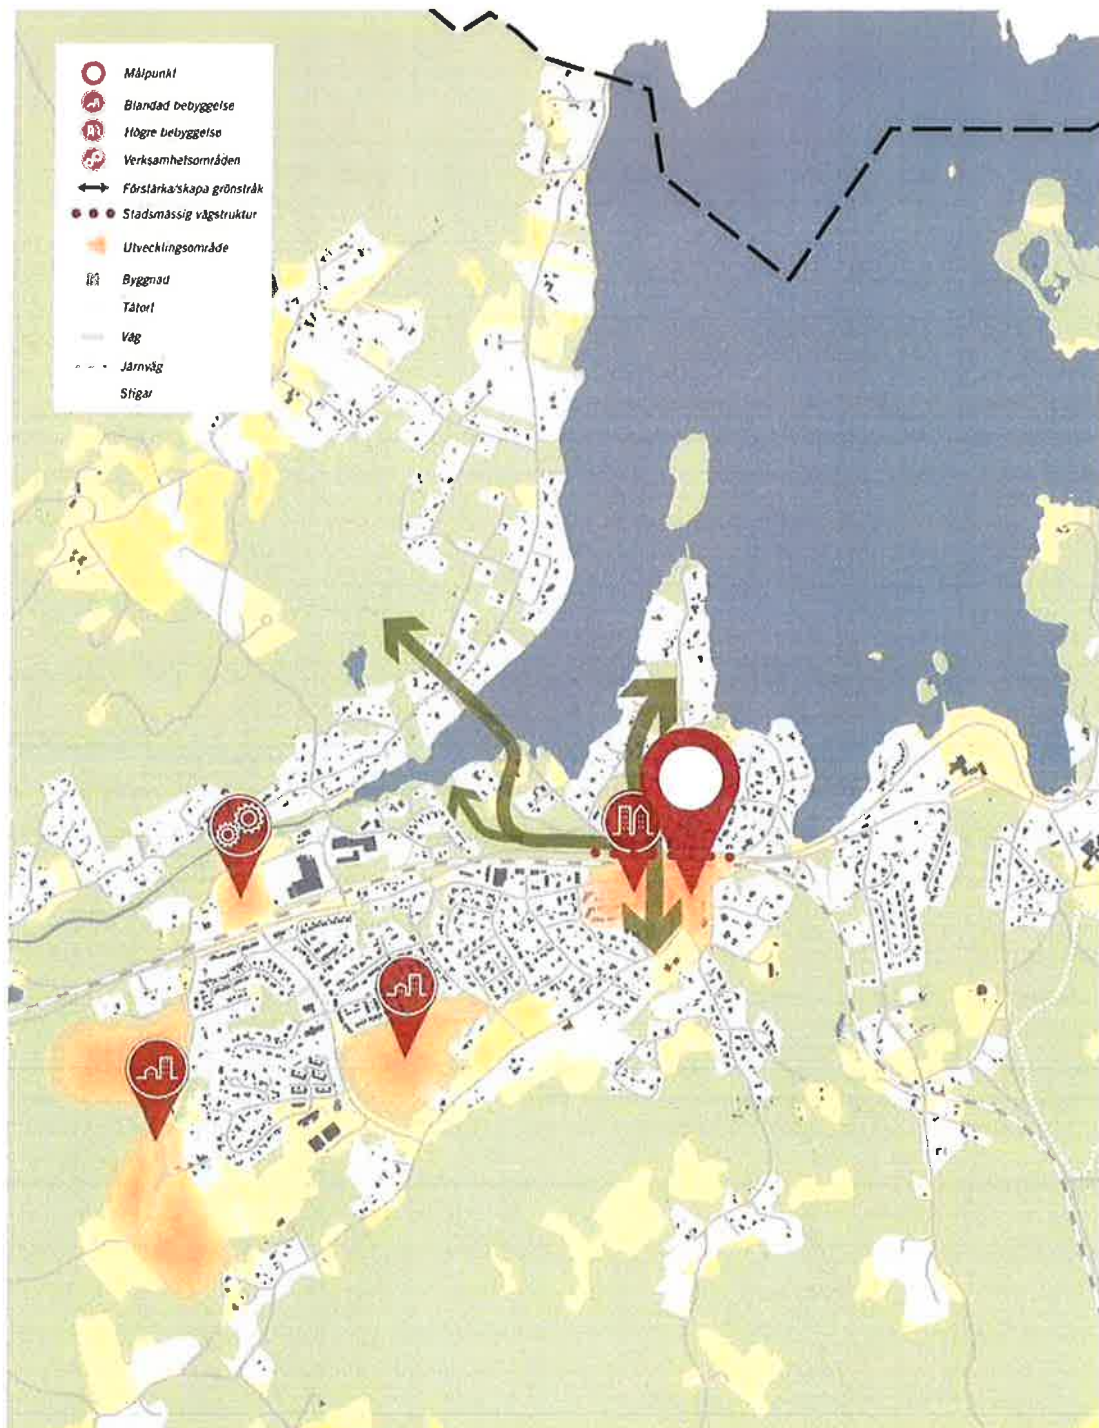 Målpunkt
Blandad bebyggelse
Högre bebyggelse
Verksamhetsområden
Förstärka/skapa grönstråk
Stadsmässig vägstruktur
Utvecklingsområde
Byggnad
Tätort
Väg
Järnväg
Stigar